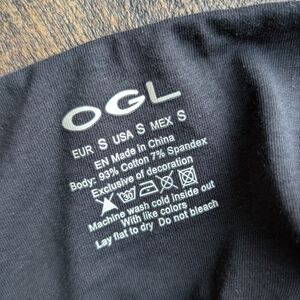 OGL
EUR S USA S MEX S
EN Made in China
Body: 93% Cotton 7% Spandex
Exclusive of decoration
Machine wash cold inside out
With like colors
Lay flat to dry Do not bleach